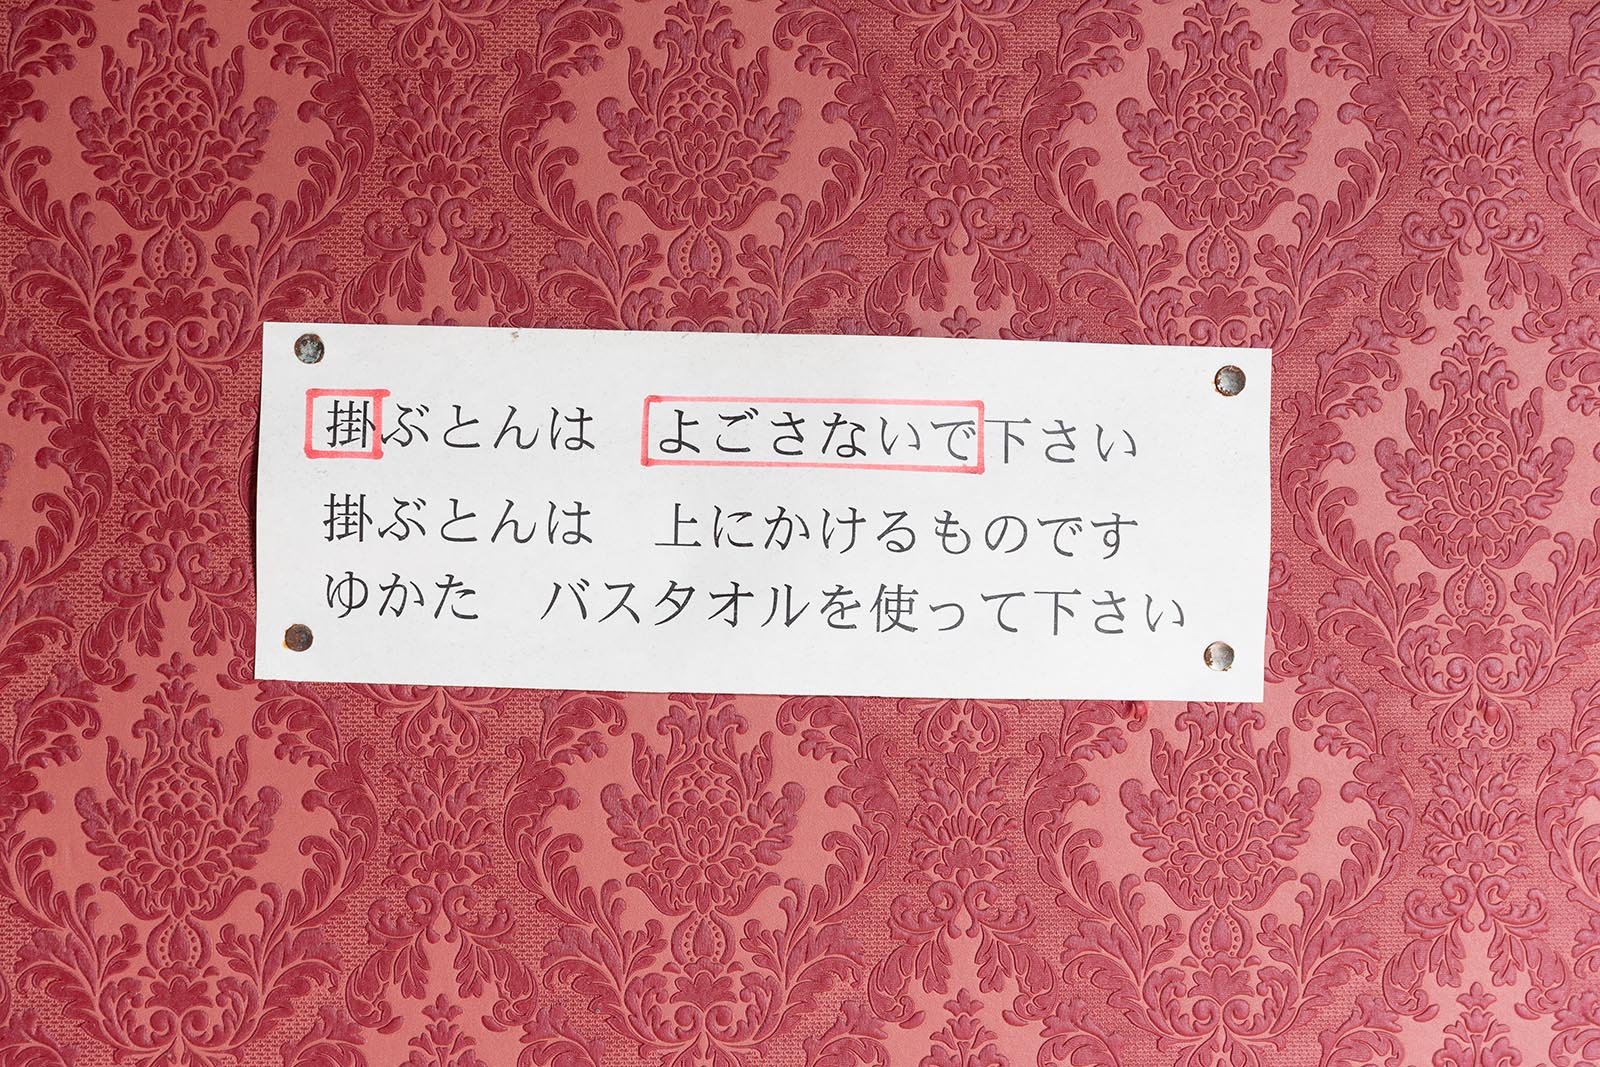 掛ぶとんは　よごさないで下さい
掛ぶとんは　上にかけるものです
ゆかた　バスタオルを使って下さい